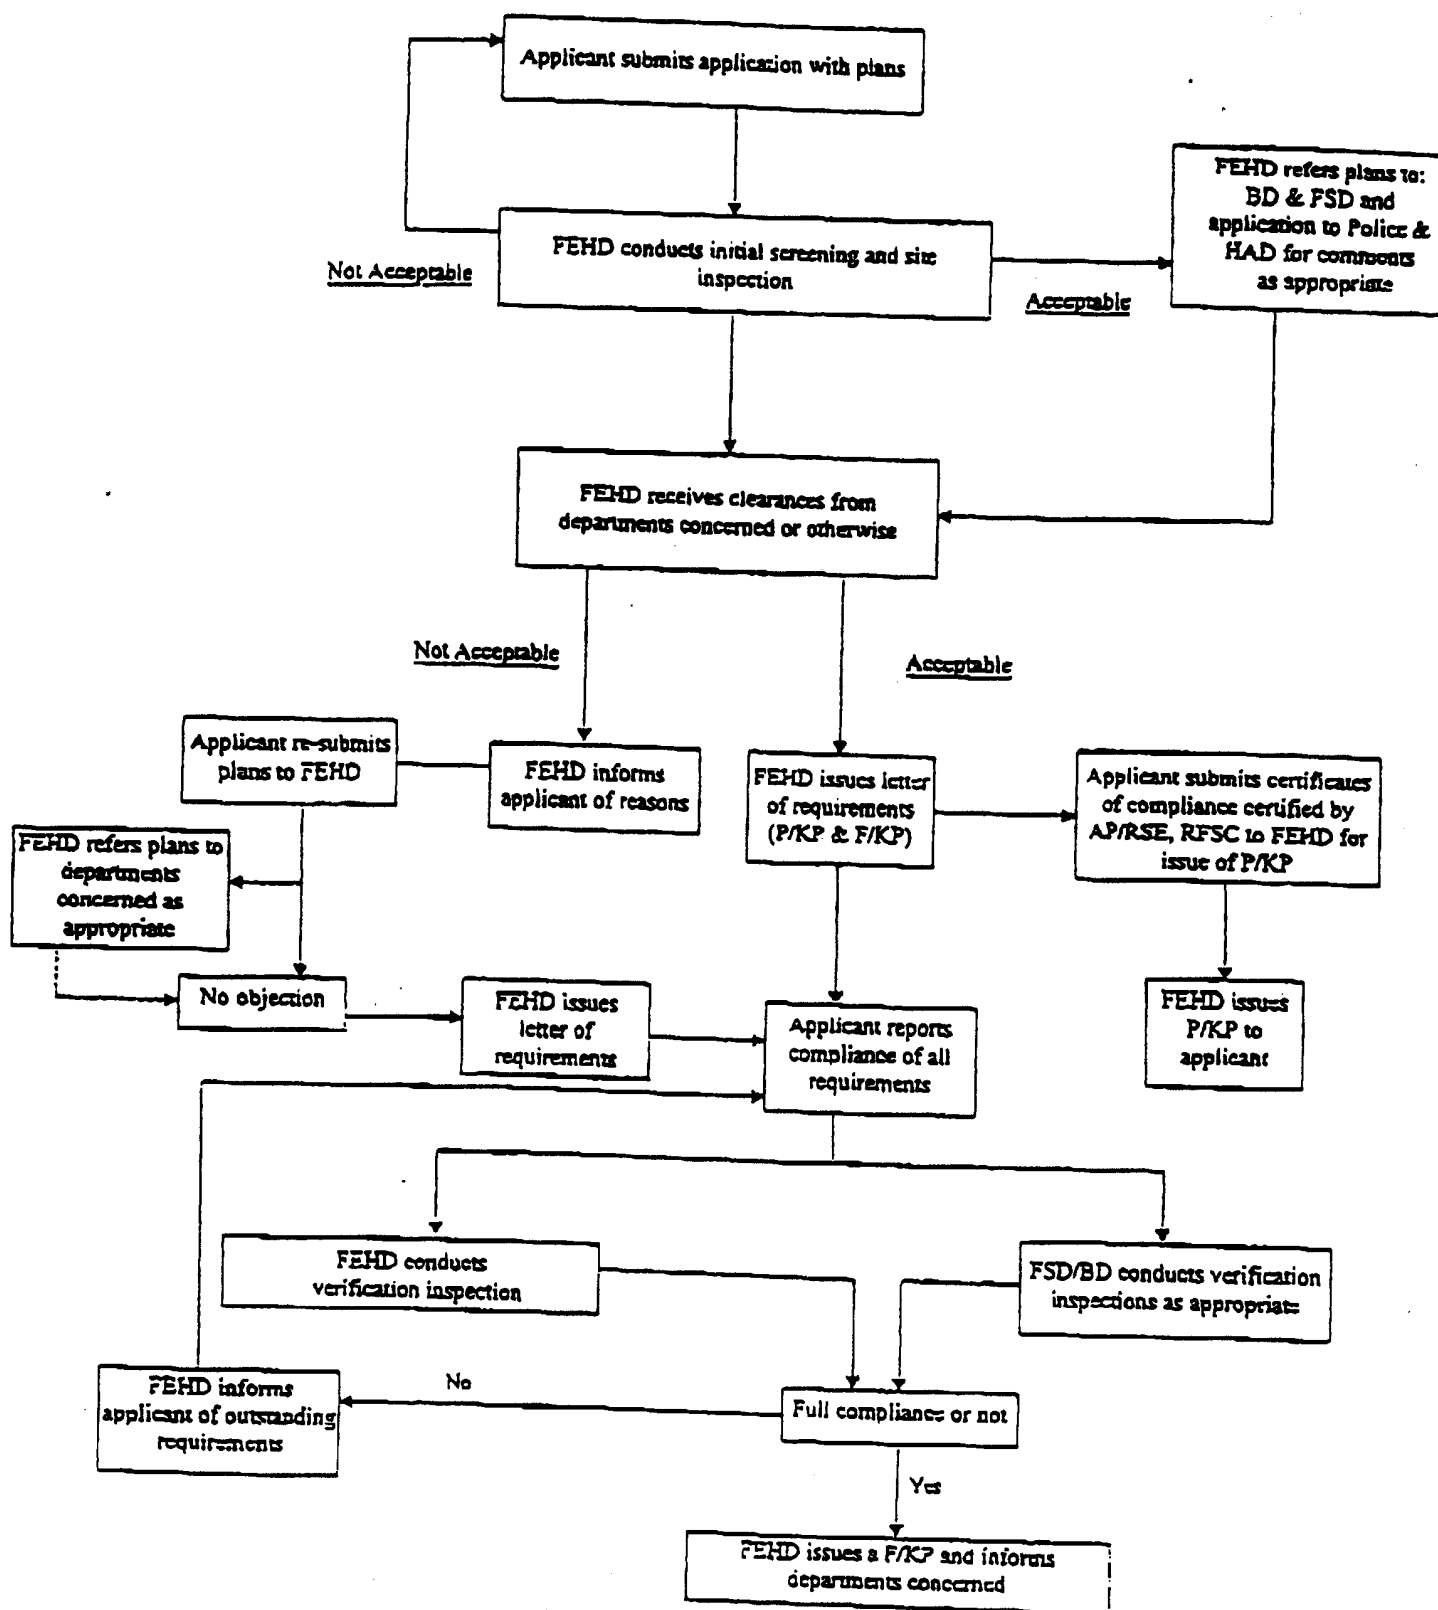 Applicant submits application with plans
FEHD refers plans to:
BD & FSD and
application to Police &
HAD for comments
as appropriate
FEHD conducts initial screening and site
inspection
Not Acceptable
Acceptable
FEHD receives clearances from
departments concerned or otherwise
Not Acceptable
Acceptable
Applicant re-submits
plans to FEHD
FEHD informs
applicant of reasons
FEHD issues letter
of requirements
(P/KP & F/KP)
Applicant submits certificates
of compliance certified by
AP/RSE, RFSC to FEHD for
issue of P/KP
FEHD refers plans to
departments
concerned as
appropriate
No objection
FEHD issues
letter of
requirements
Applicant reports
compliance of all
requirements
FEHD issues
P/KP to
applicant
FEHD conducts
verification inspection
FSD/BD conducts verification
inspections as appropriate
FEHD informs
applicant of outstanding
requirements
No
Full compliance or not
Yes
FEHD issues a F/KP and informs
departments concerned